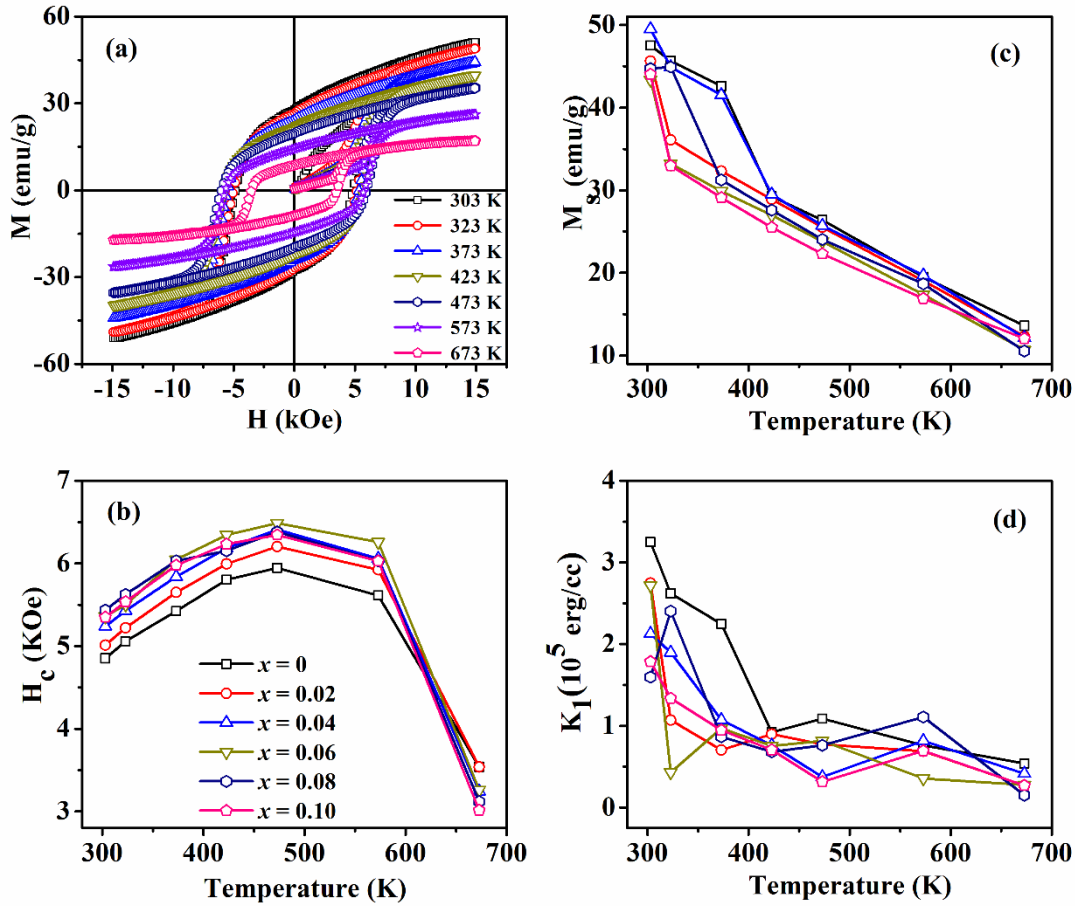 (a)
M (emu/g)
60
30
0
-30
-60
303 K
323 K
373 K
423 K
473 K
573 K
673 K
-15 -10 -5 0 5 10 15
H (kOe)
(c)
M (emu/g)
50
40
30
20
10
300 400 500 600 700
Temperature (K)
(b)
Hc (KOe)
7
6
5
4
3
x = 0
x = 0.02
x = 0.04
x = 0.06
x = 0.08
x = 0.10
300 400 500 600 700
Temperature (K)
(d)
K1(10^5 erg/cc)
4
3
2
1
0
300 400 500 600 700
Temperature (K)